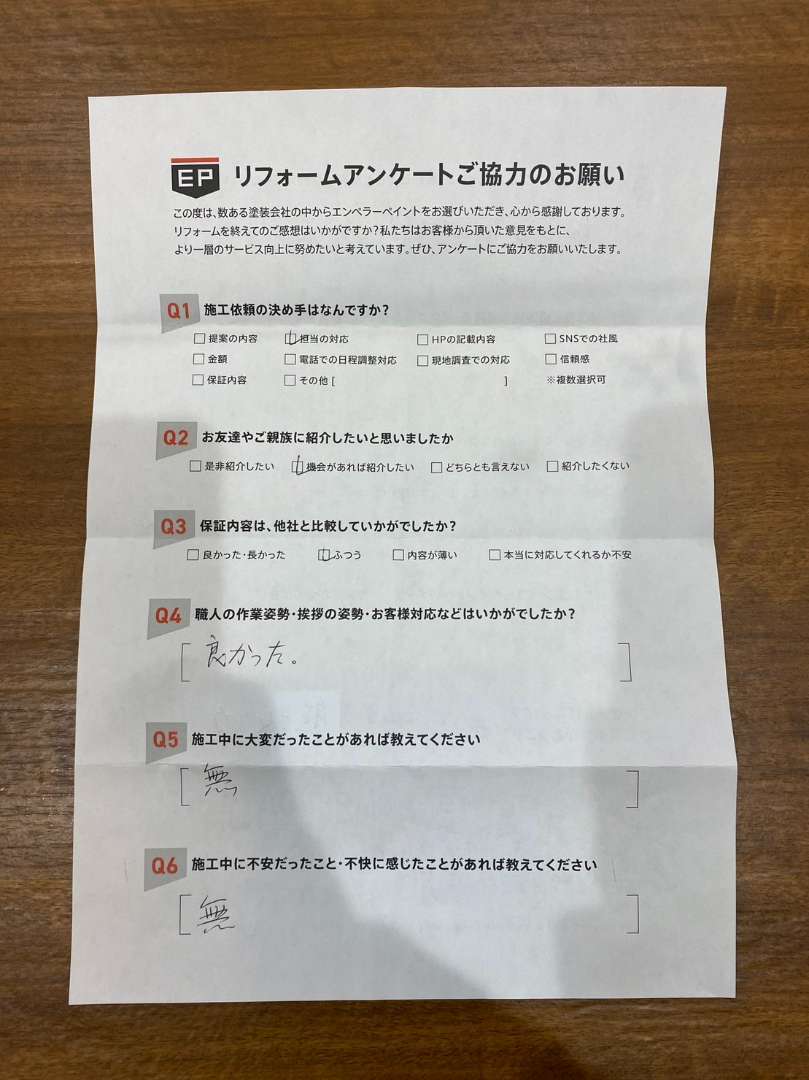 EP リフォームアンケートご協力のお願い
この度は、数ある塗装会社の中からエンペラーペイントをお選びいただき、心から感謝しております。
リフォームを終えてのご感想はいかがですか?私たちはお客様から頂いた意見をもとに、
より一層のサービス向上に努めたいと考えています。ぜひ、アンケートにご協力をお願いいたします。
Q1 施工依頼の決め手はなんですか?
□提案の内容 □担当の対応 □HPの記載内容 □SNSでの社風
□金額 □電話での日程調整対応 □現地調査での対応 □信頼感
□保証内容 □その他[ ] ※複数選択可
Q2 お友達やご親族に紹介したいと思いましたか
□是非紹介したい □機会があれば紹介したい □どちらとも言えない □紹介したくない
Q3 保証内容は、他社と比較していかがでしたか?
□良かった・長かった □ふつう □内容が薄い □本当に対応してくれるか不安
Q4 職人の作業姿勢・挨拶の姿勢・お客様対応などはいかがでしたか?
[良かった。]
Q5 施工中に大変だったことがあれば教えてください
[無]
Q6 施工中に不安だったこと・不快に感じたことがあれば教えてください
[無]